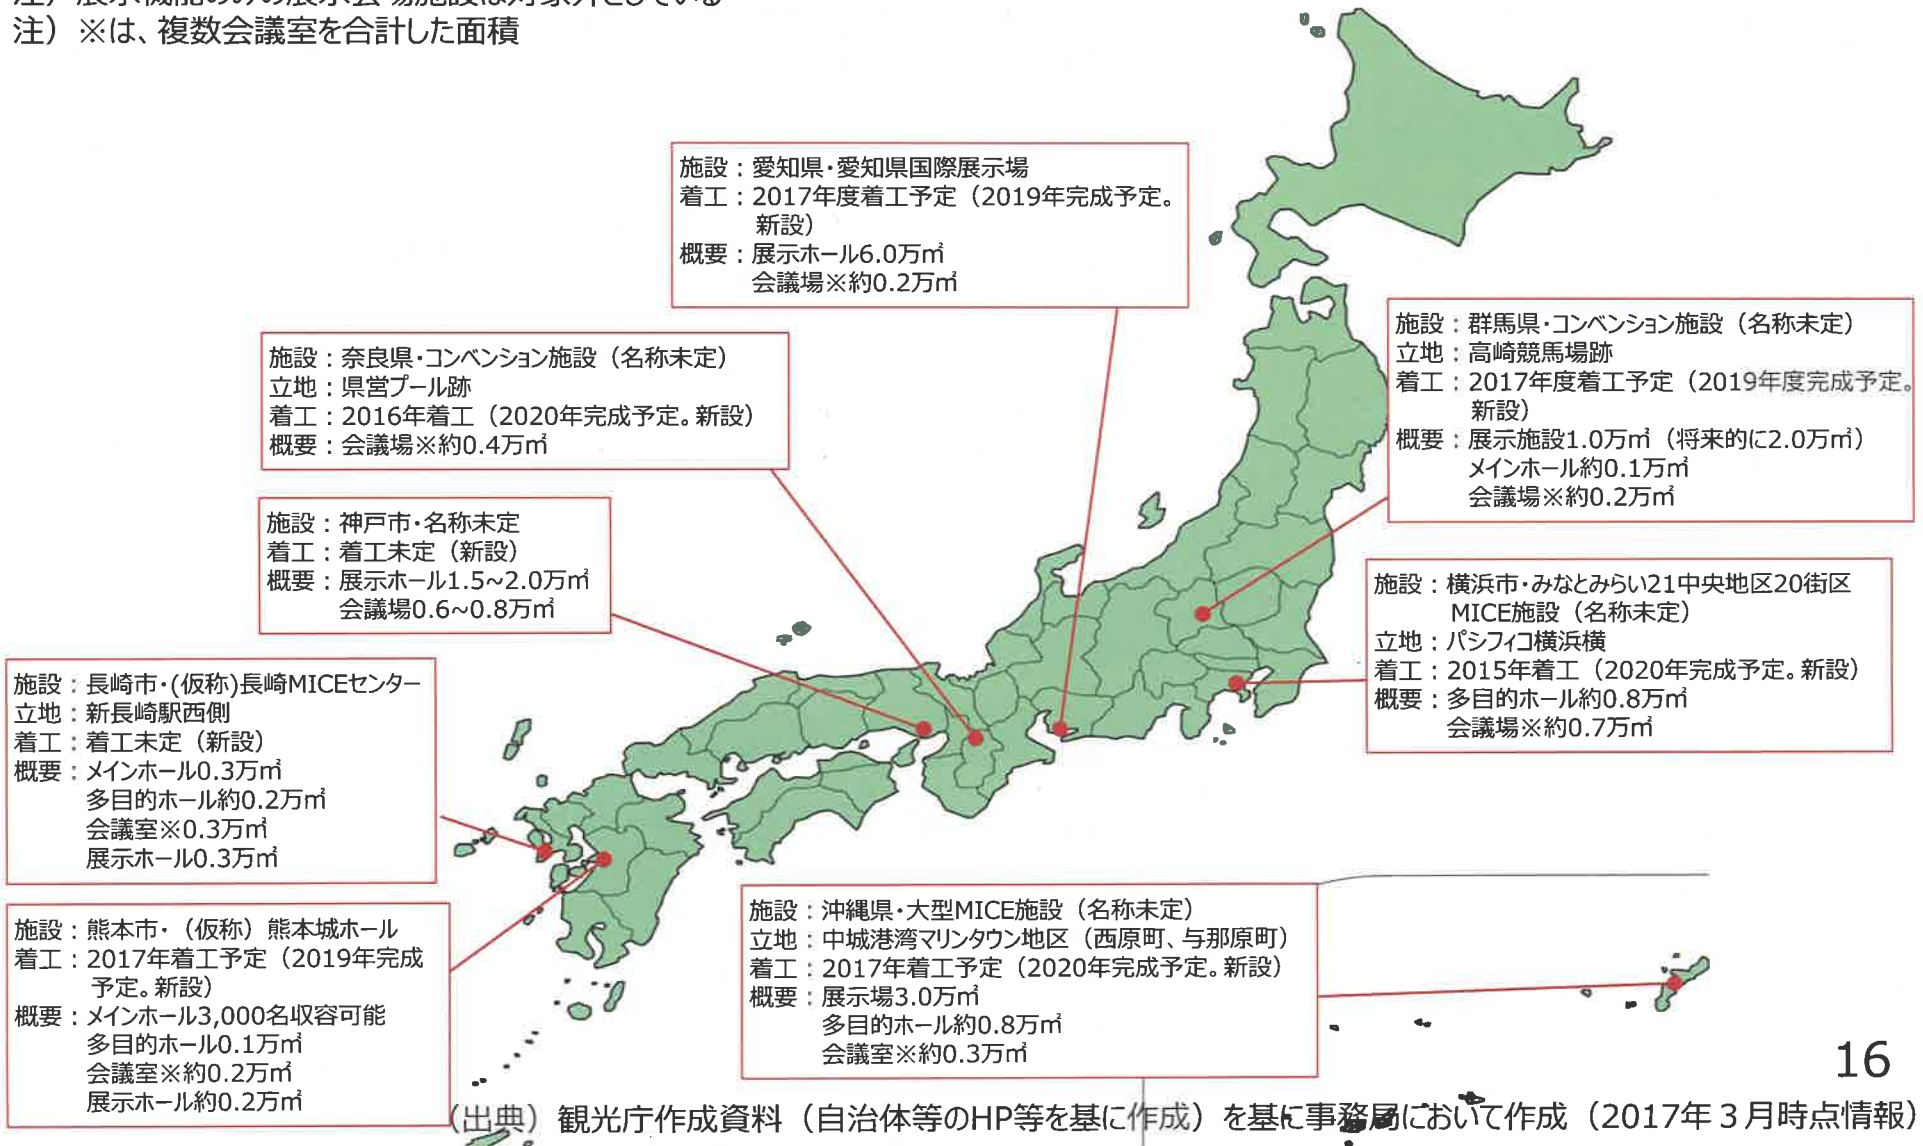 注）展示機能のみの展示会場施設は対象外としている
注）※は、複数会議室を合計した面積
施設：愛知県・愛知県国際展示場
着工：2017年度着工予定（2019年完成予定。
新設）
概要：展示ホール6.0万㎡
会議場※約0.2万㎡
施設：奈良県・コンベンション施設（名称未定）
立地：県営プール跡
着工：2016年着工（2020年完成予定。新設）
概要：会議場※約0.4万㎡
施設：群馬県・コンベンション施設（名称未定）
立地：高崎競馬場跡
着工：2017年度着工予定（2019年度完成予定。
新設）
概要：展示施設1.0万㎡（将来的に2.0万㎡）
メインホール約0.1万㎡
会議場※約0.2万㎡
施設：神戸市・名称未定
着工：着工未定（新設）
概要：展示ホール1.5~2.0万㎡
会議場0.6~0.8万㎡
施設：横浜市・みなとみらい21中央地区20街区
MICE施設（名称未定）
立地：パシフィコ横浜横
着工：2015年着工（2020年完成予定。新設）
概要：多目的ホール約0.8万㎡
会議場※約0.7万㎡
施設：長崎市・(仮称)長崎MICEセンター
立地：新長崎駅西側
着工：着工未定（新設）
概要：メインホール0.3万㎡
多目的ホール約0.2万㎡
会議室※0.3万㎡
展示ホール0.3万㎡
施設：熊本市・（仮称）熊本城ホール
着工：2017年着工予定（2019年完成
予定。新設）
概要：メインホール3,000名収容可能
多目的ホール0.1万㎡
会議室※約0.2万㎡
展示ホール約0.2万㎡
施設：沖縄県・大型MICE施設（名称未定）
立地：中城港湾マリンタウン地区（西原町、与那原町）
着工：2017年着工予定（2020年完成予定。新設）
概要：展示場3.0万㎡
多目的ホール約0.8万㎡
会議室※約0.3万㎡
16
（出典）観光庁作成資料（自治体等のHP等を基に作成）を基に事務局において作成（2017年３月時点情報）